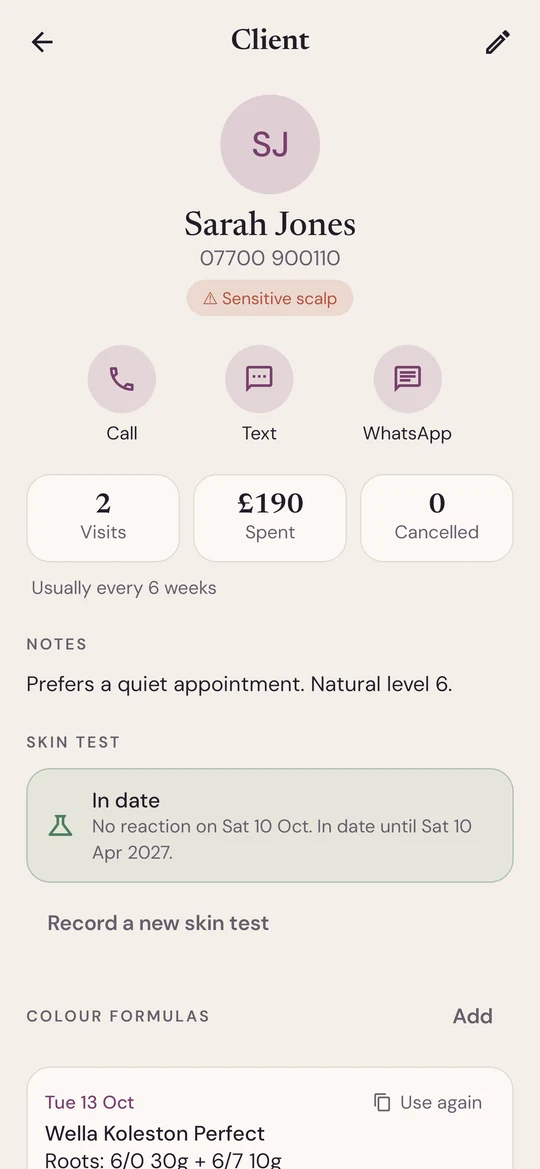 Client
SJ
Sarah Jones
07700 900110
⚠ Sensitive scalp
Call
Text
WhatsApp
2
Visits
£190
Spent
0
Cancelled
Usually every 6 weeks
NOTES
Prefers a quiet appointment. Natural level 6.
SKIN TEST
In date
No reaction on Sat 10 Oct. In date until Sat 10
Apr 2027.
Record a new skin test
COLOUR FORMULAS
Add
Tue 13 Oct
Use again
Wella Koleston Perfect
Roots: 6/0 30g + 6/7 10g